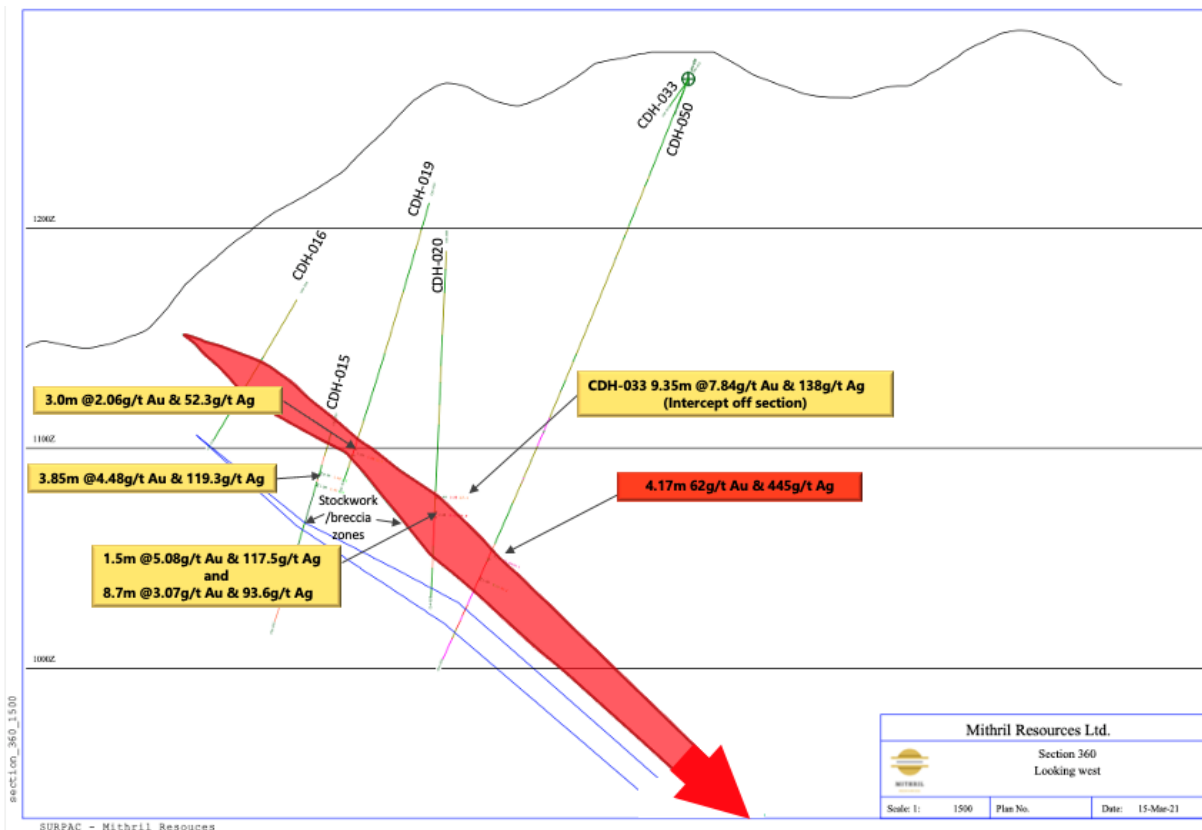 CDH-033
CDH-050
CDH-019
1200Z
CDH-020
CDH-016
CDH-015
CDH-033 9.35m @7.84g/t Au & 138g/t Ag
(Intercept off section)
3.0m @2.06g/t Au & 52.3g/t Ag
1100Z
3.85m @4.48g/t Au & 119.3g/t Ag
4.17m 62g/t Au & 445g/t Ag
Stockwork
/breccia
zones
1.5m @5.08g/t Au & 117.5g/t Ag
and
8.7m @3.07g/t Au & 93.6g/t Ag
1000Z
section_360_1500
Mithril Resources Ltd.
Section 360
Looking west
MITHRIL
Scale: 1: 1500 Plan No. Date: 15-Mar-21
SURPAC - Mithril Resouces